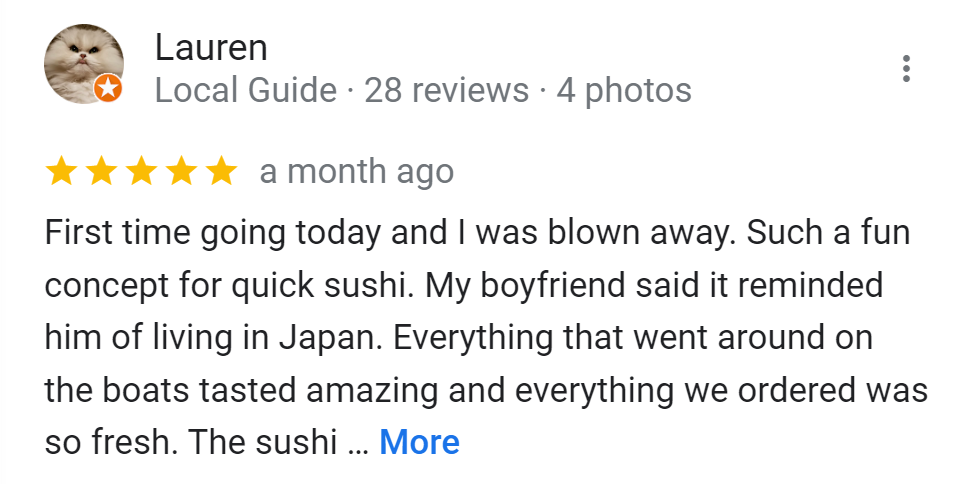 Lauren
Local Guide · 28 reviews · 4 photos
a month ago
First time going today and I was blown away. Such a fun
concept for quick sushi. My boyfriend said it reminded
him of living in Japan. Everything that went around on
the boats tasted amazing and everything we ordered was
so fresh. The sushi ... More